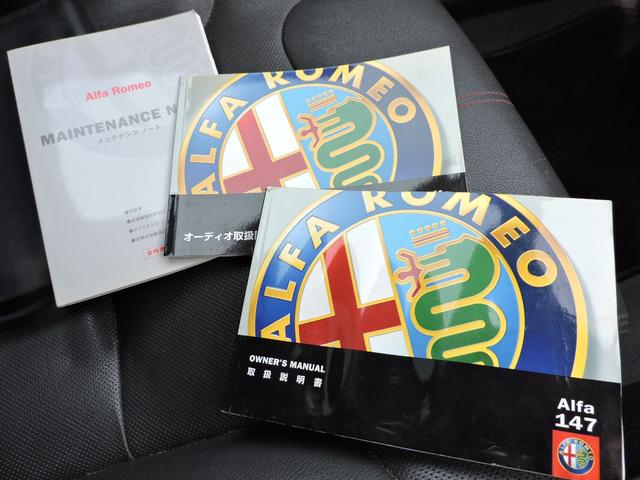 Alfa Romeo
MAINTENANCE N
メンテナンス ノート
ALFA ROMEO
オーディオ取扱
ALFA ROMEO
OWNER'S MANUAL
取扱説明書
Alfa
147